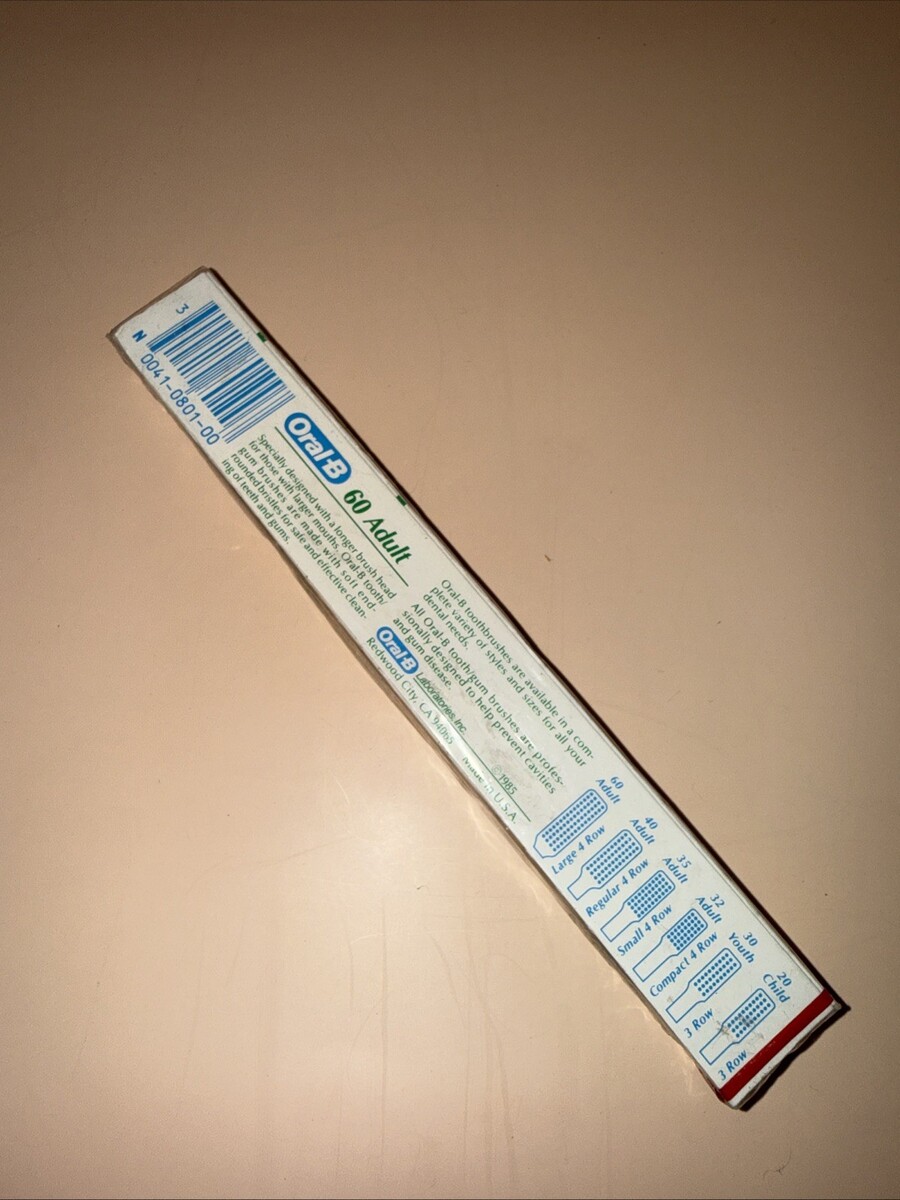 3
N 0041-0801-00
Oral-B 60 Adult
Specially designed with a longer brush head
for those with larger mouths. Oral-B tooth/
gum brushes are made with soft end-
rounded bristles for safe and effective clean-
ing of teeth and gums.
Oral-B toothbrushes are available in a com-
plete variety of styles and sizes for all your
dental needs.
All Oral-B tooth/gum brushes are profes-
sionally designed to help prevent cavities
and gum disease.
Oral-B Laboratories, Inc.
Redwood City, CA 94065
© 1985
Made in U.S.A.
60
Adult
Large 4 Row
40
Adult
Regular 4 Row
35
Adult
Small 4 Row
32
Adult
Compact 4 Row
30
Youth
3 Row
20
Child
3 Row